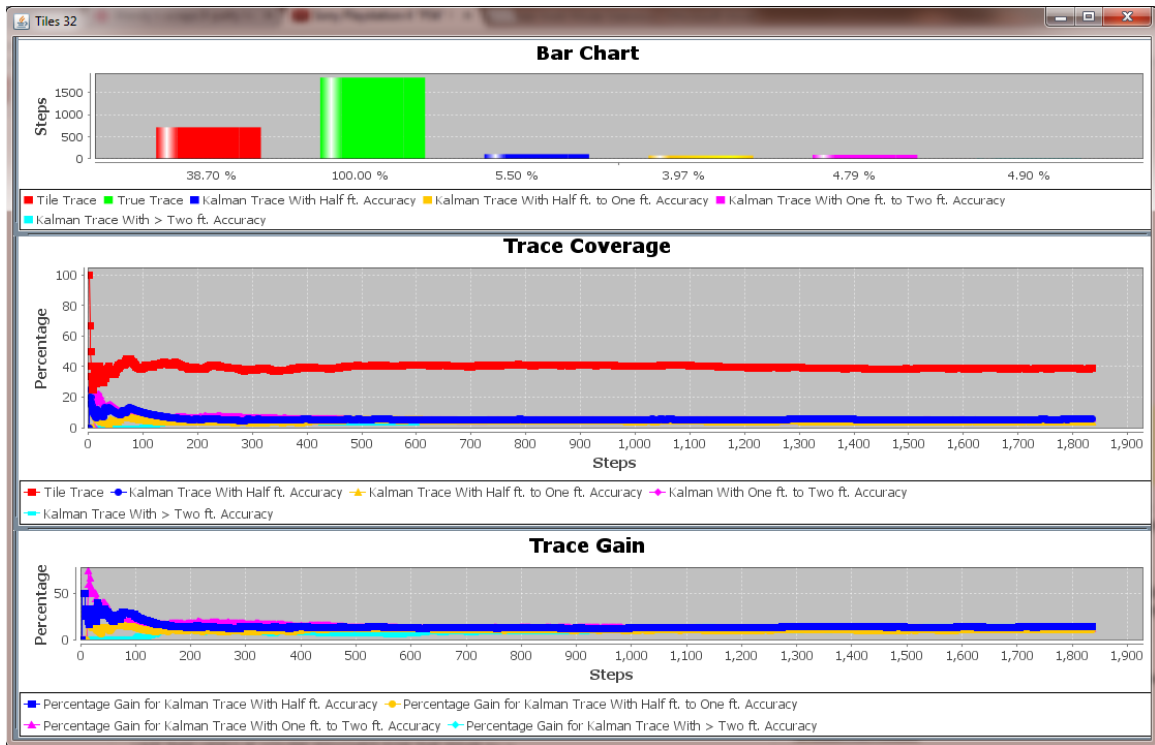 Tiles 32
Bar Chart
Steps
1500
1000
500
0
38.70 % 100.00 % 5.50 % 3.97 % 4.79 % 4.90 %
Tile Trace True Trace Kalman Trace With Half ft. Accuracy Kalman Trace With Half ft. to One ft. Accuracy Kalman Trace With One ft. to Two ft. Accuracy
Kalman Trace With > Two ft. Accuracy
Trace Coverage
Percentage
100
80
60
40
20
0
0 100 200 300 400 500 600 700 800 900 1,000 1,100 1,200 1,300 1,400 1,500 1,600 1,700 1,800 1,900
Steps
Tile Trace Kalman Trace With Half ft. Accuracy Kalman Trace With Half ft. to One ft. Accuracy Kalman With One ft. to Two ft. Accuracy
Kalman Trace With > Two ft. Accuracy
Trace Gain
Percentage
50
0
0 100 200 300 400 500 600 700 800 900 1,000 1,100 1,200 1,300 1,400 1,500 1,600 1,700 1,800 1,900
Steps
Percentage Gain for Kalman Trace With Half ft. Accuracy Percentage Gain for Kalman Trace With Half ft. to One ft. Accuracy
Percentage Gain for Kalman Trace With One ft. to Two ft. Accuracy Percentage Gain for Kalman Trace With > Two ft. Accuracy